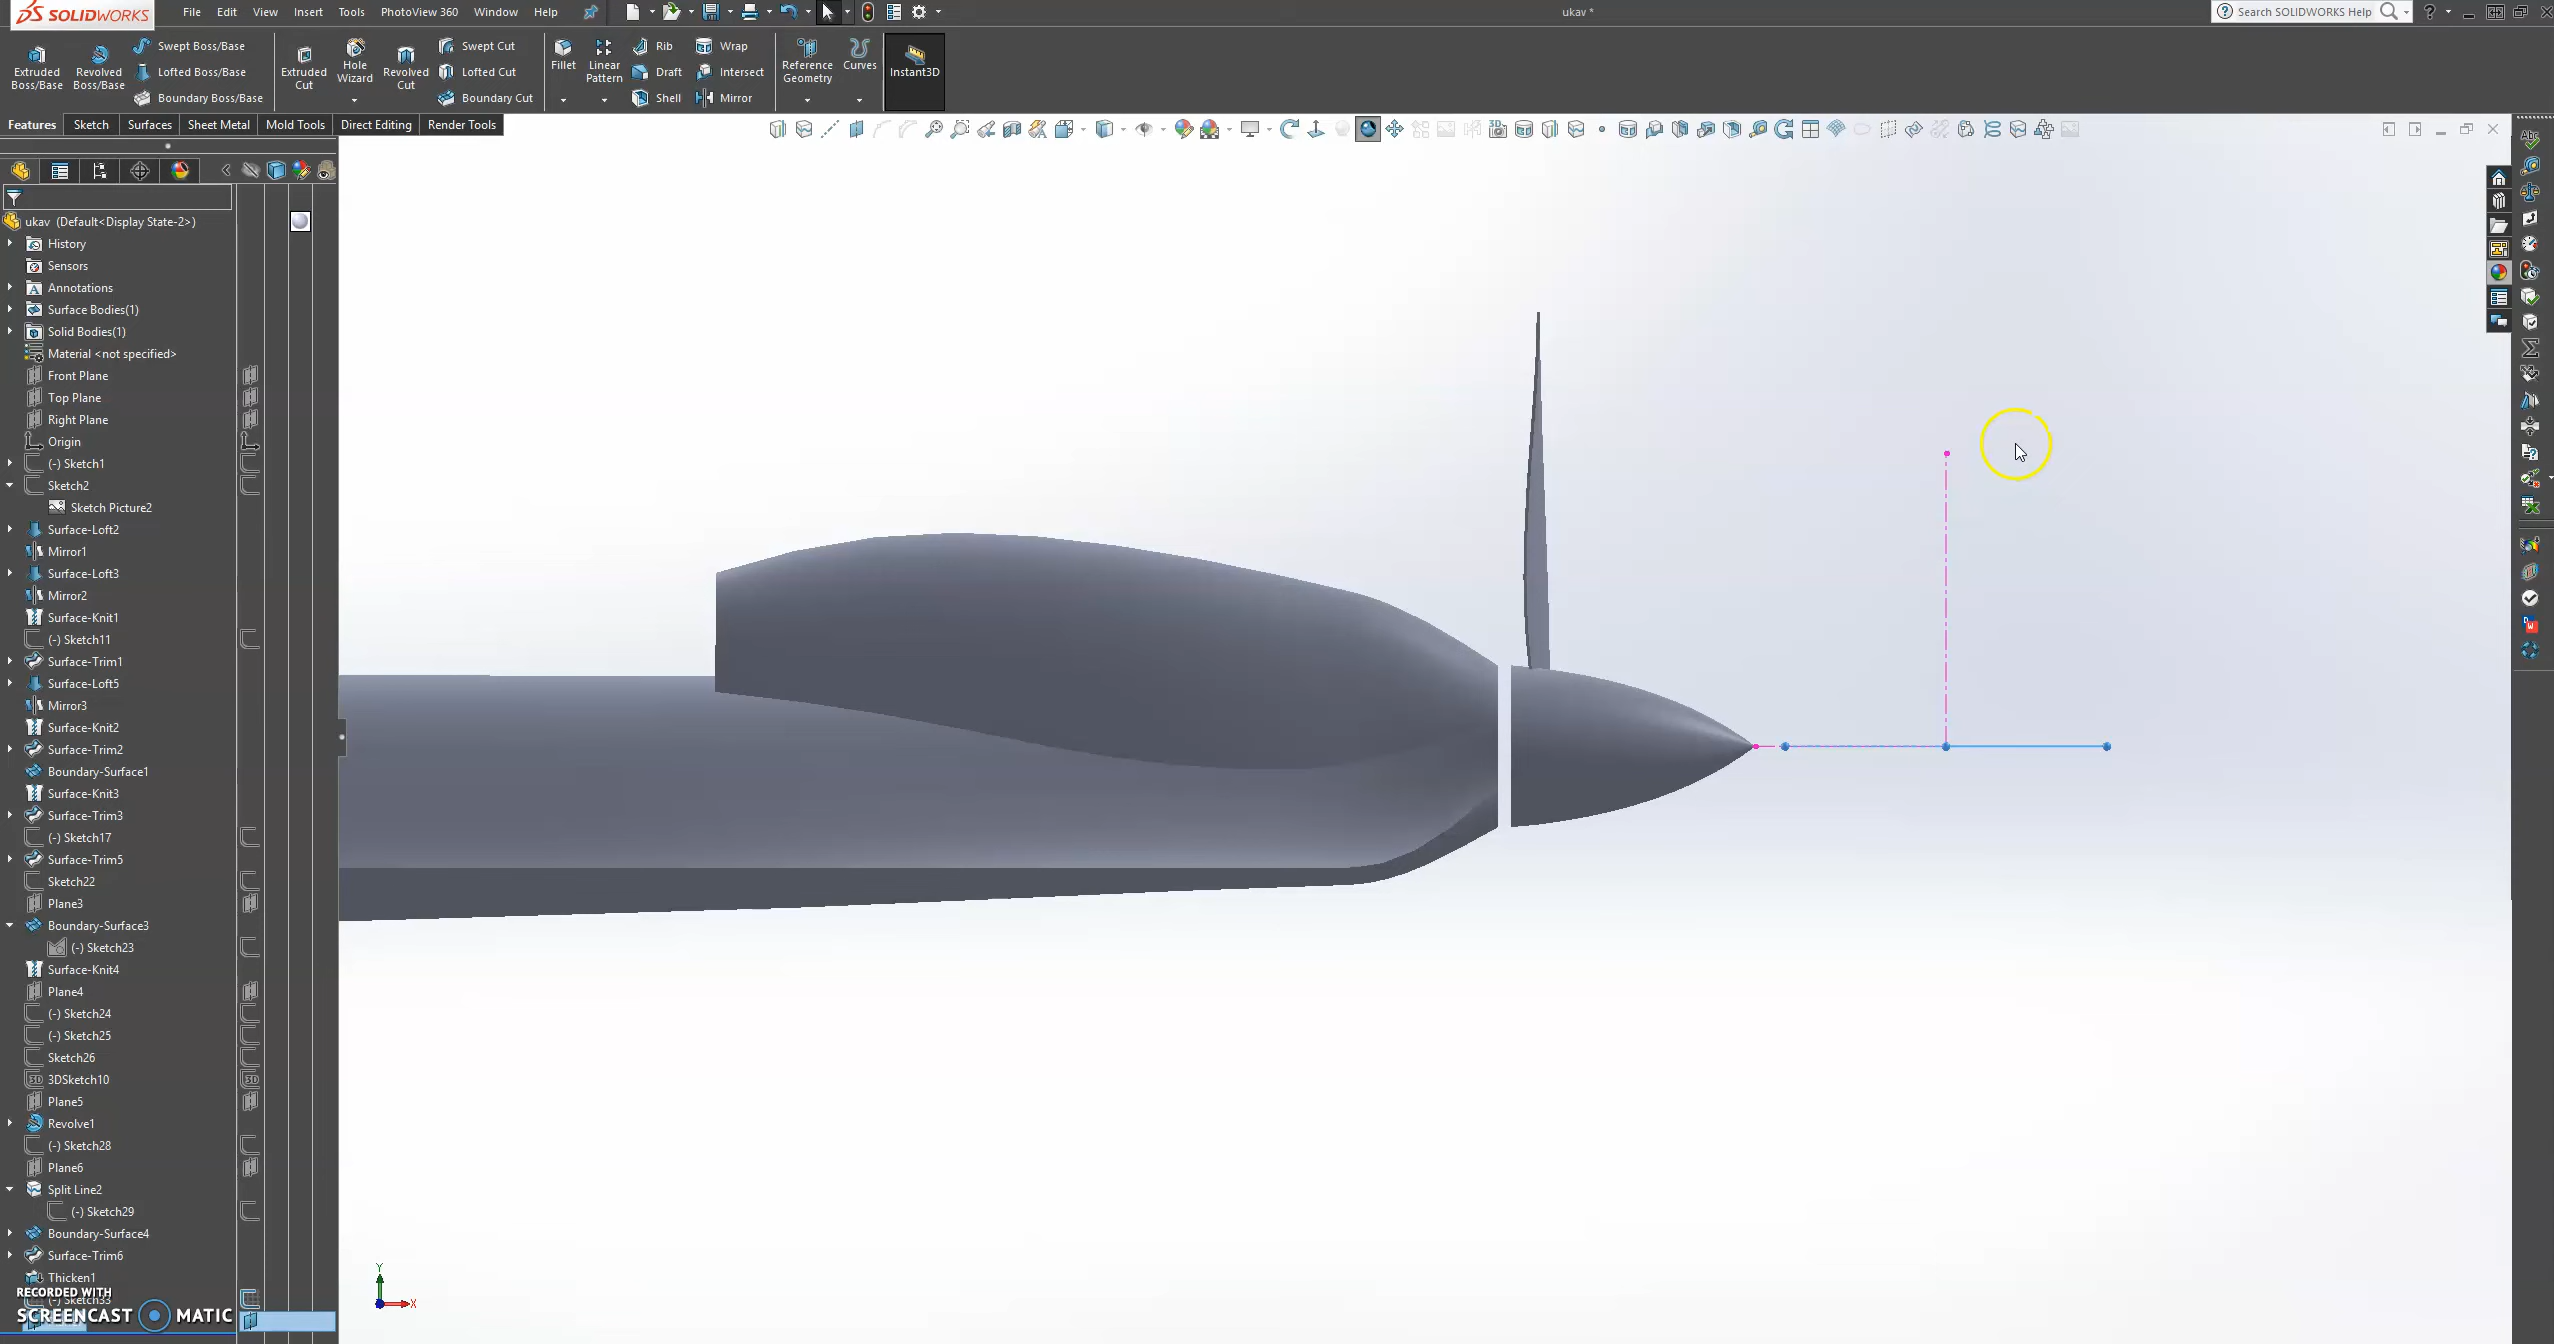 SOLIDWORKS File Edit View Insert Tools PhotoView 360 Window Help ukav * Search SOLIDWORKS Help ?
Extruded Boss/Base
Revolved Boss/Base
Swept Boss/Base
Lofted Boss/Base
Boundary Boss/Base
Extruded Cut
Hole Wizard
Revolved Cut
Swept Cut
Lofted Cut
Boundary Cut
Fillet
Linear Pattern
Rib
Draft
Shell
Wrap
Intersect
Mirror
Reference Geometry
Curves
Instant3D
Features Sketch Surfaces Sheet Metal Mold Tools Direct Editing Render Tools
ukav (Default<Display State-2>)
History
Sensors
Annotations
Surface Bodies(1)
Solid Bodies(1)
Material <not specified>
Front Plane
Top Plane
Right Plane
Origin
(-) Sketch1
Sketch2
Sketch Picture2
Surface-Loft2
Mirror1
Surface-Loft3
Mirror2
Surface-Knit1
(-) Sketch11
Surface-Trim1
Surface-Loft5
Mirror3
Surface-Knit2
Surface-Trim2
Boundary-Surface1
Surface-Knit3
Surface-Trim3
(-) Sketch17
Surface-Trim5
Sketch22
Plane3
Boundary-Surface3
(-) Sketch23
Surface-Knit4
Plane4
(-) Sketch24
(-) Sketch25
Sketch26
3DSketch10
Plane5
Revolve1
(-) Sketch28
Plane6
Split Line2
(-) Sketch29
Boundary-Surface4
Surface-Trim6
Thicken1
(-) Sketch33
RECORDED WITH
SCREENCAST MATIC
Y
X